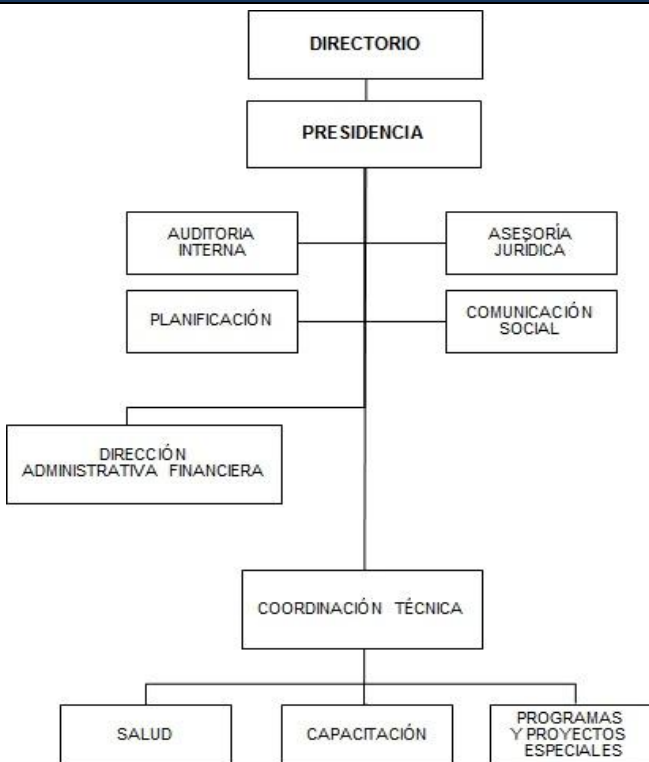 DIRECTORIO
PRESIDENCIA
AUDITORIA
INTERNA
ASESORÍA
JURÍDICA
PLANIFICACIÓN
COMUNICACIÓN
SOCIAL
DIRECCIÓN
ADMINISTRATIVA FINANCIERA
COORDINACIÓN TÉCNICA
SALUD
CAPACITACIÓN
PROGRAMAS
Y PROYECTOS
ESPECIALES